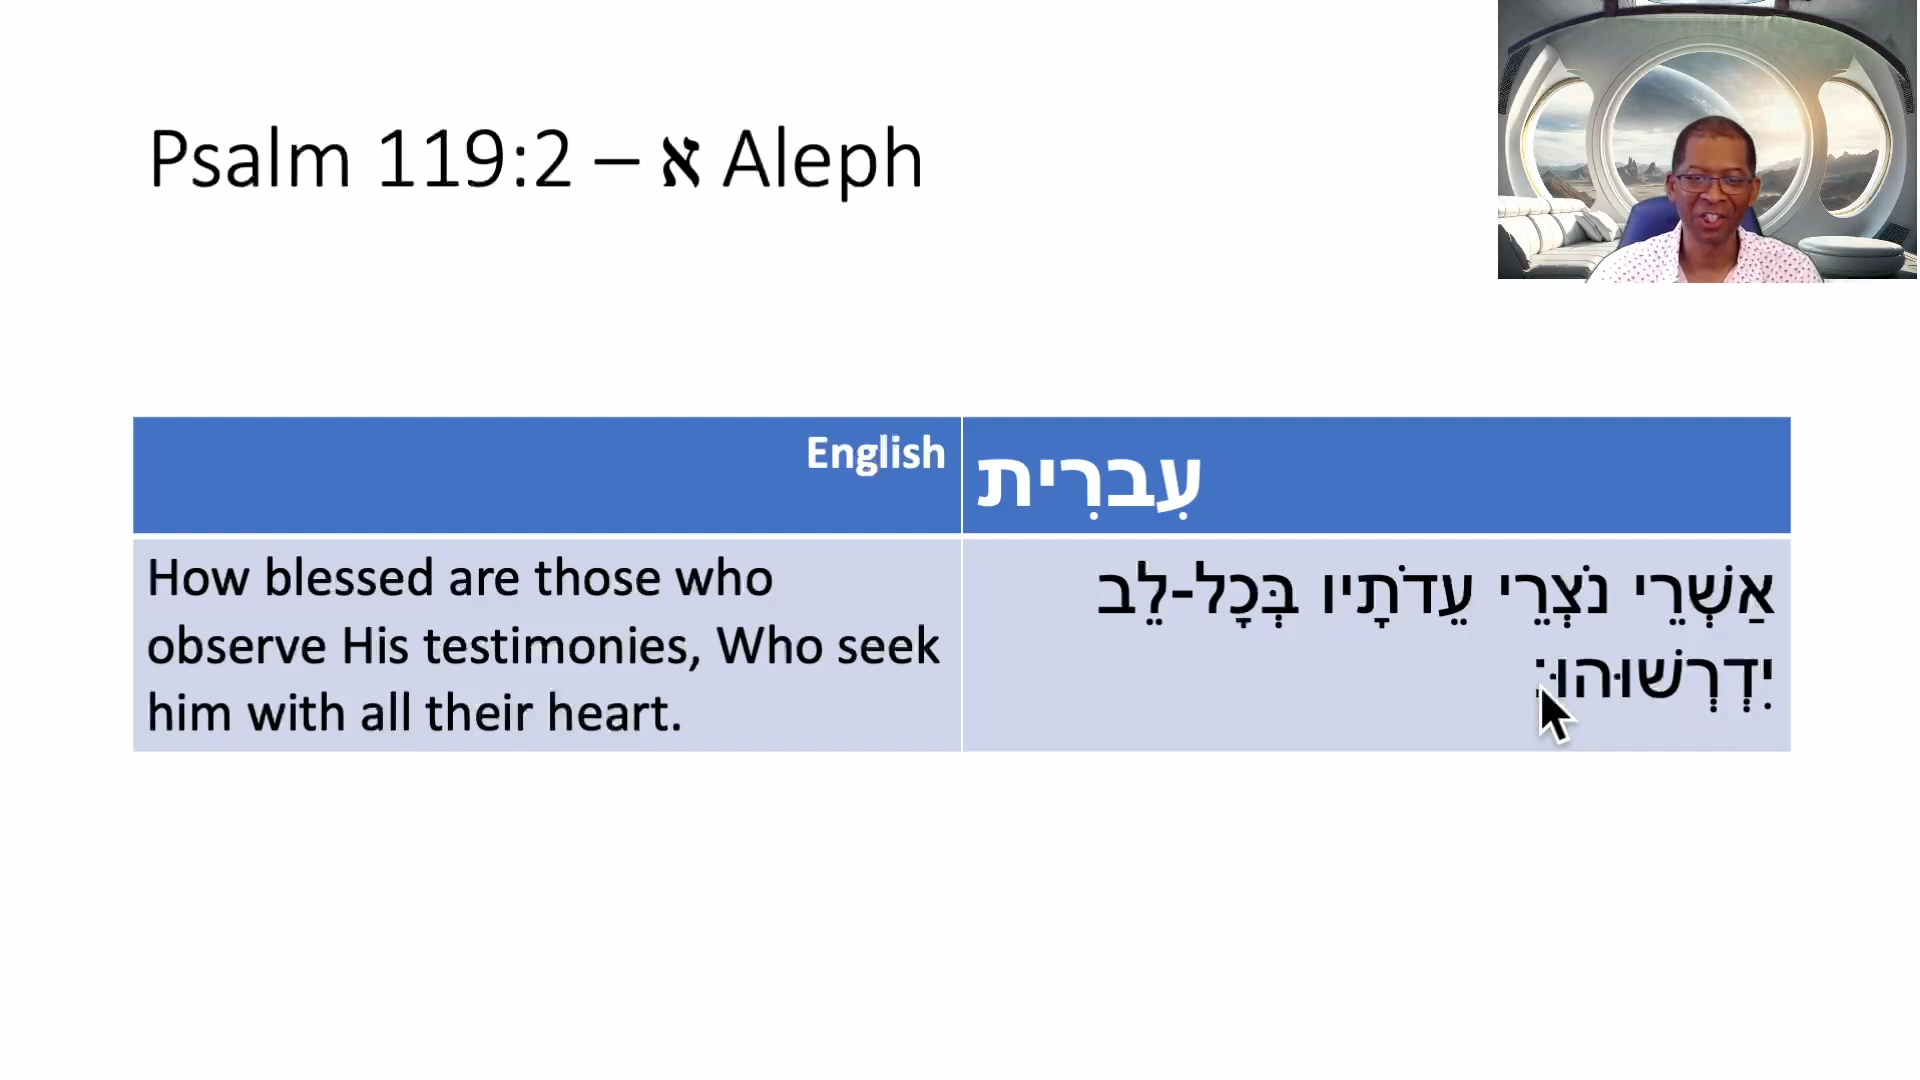 Psalm 119:2 – א Aleph
English
עִברִית
How blessed are those who
observe His testimonies, Who seek
him with all their heart.
אַשְׁרֵי נֹצְרֵי עֵדֹתָיו בְּכָל-לֵב
יִדְרְשׁוּהוּ׃